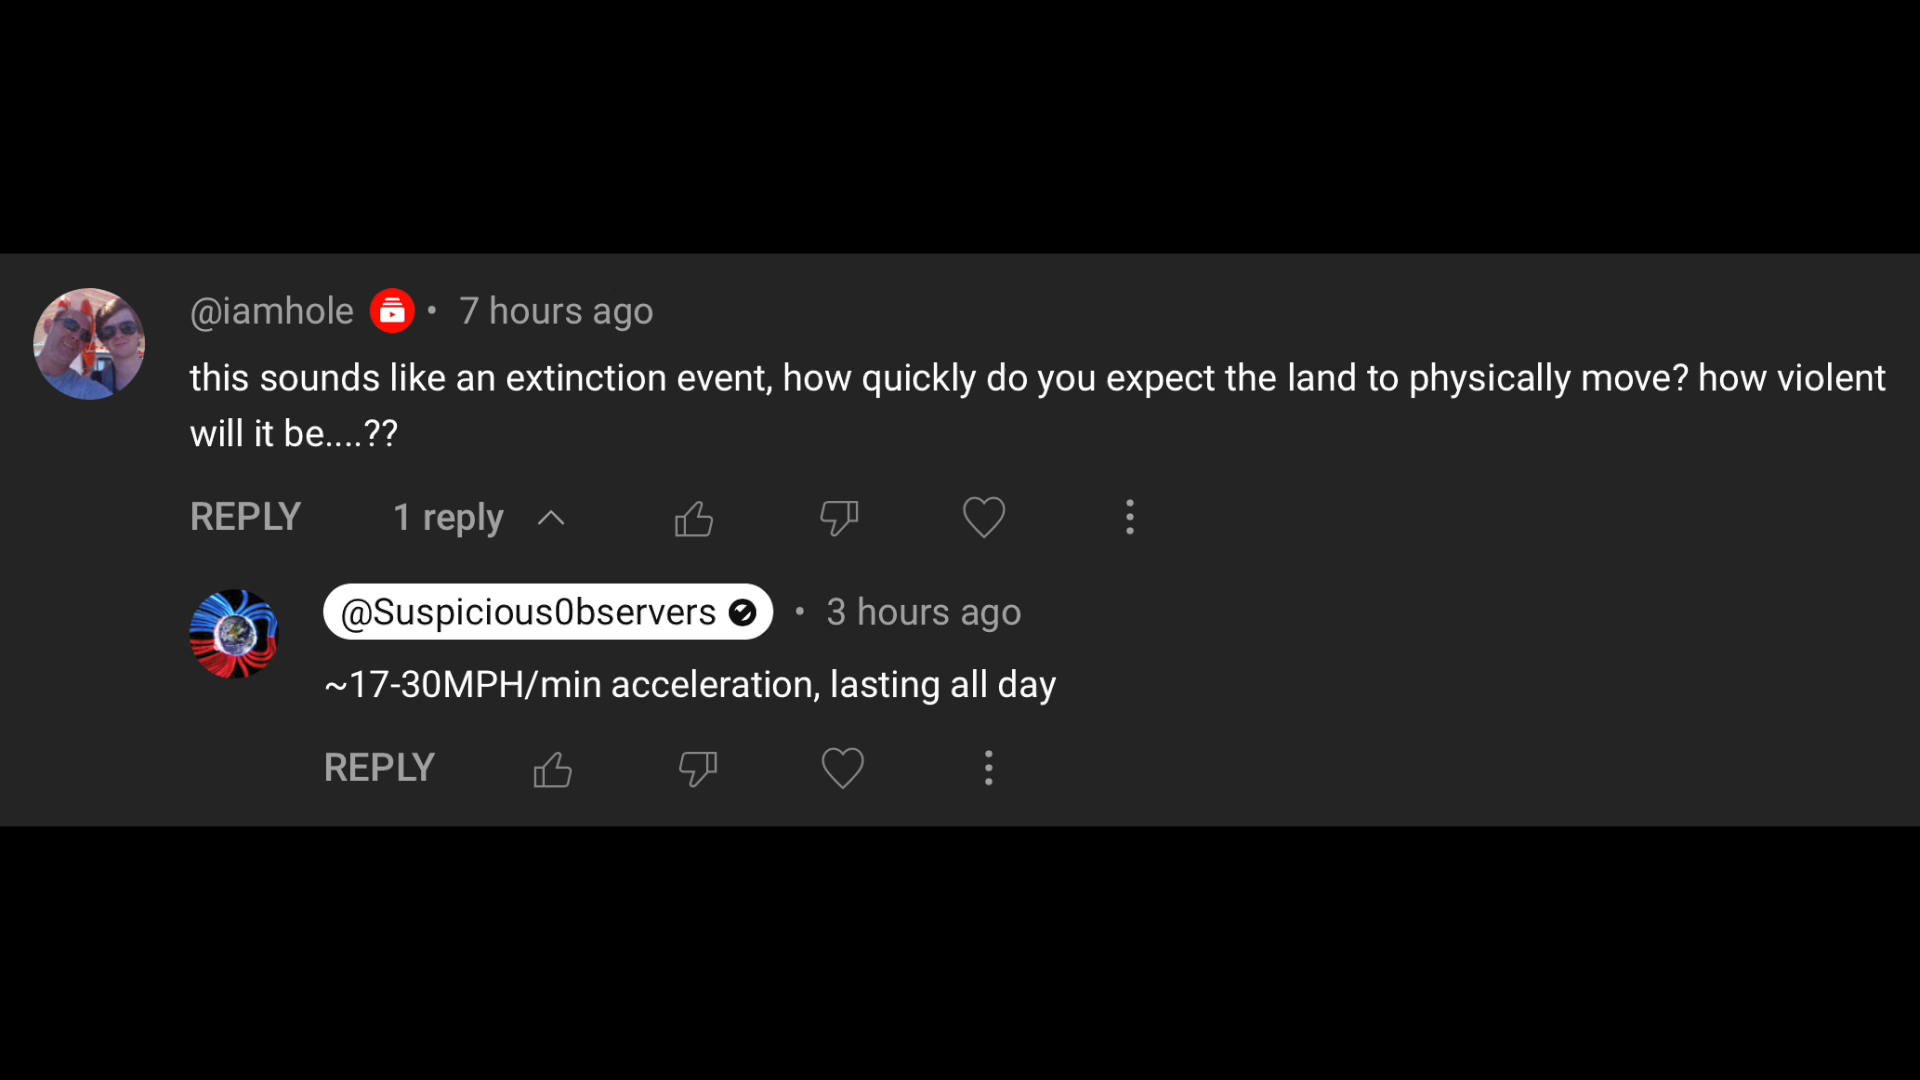 @iamhole • 7 hours ago
this sounds like an extinction event, how quickly do you expect the land to physically move? how violent
will it be....??
REPLY 1 reply
@Suspicious0bservers • 3 hours ago
~17-30MPH/min acceleration, lasting all day
REPLY